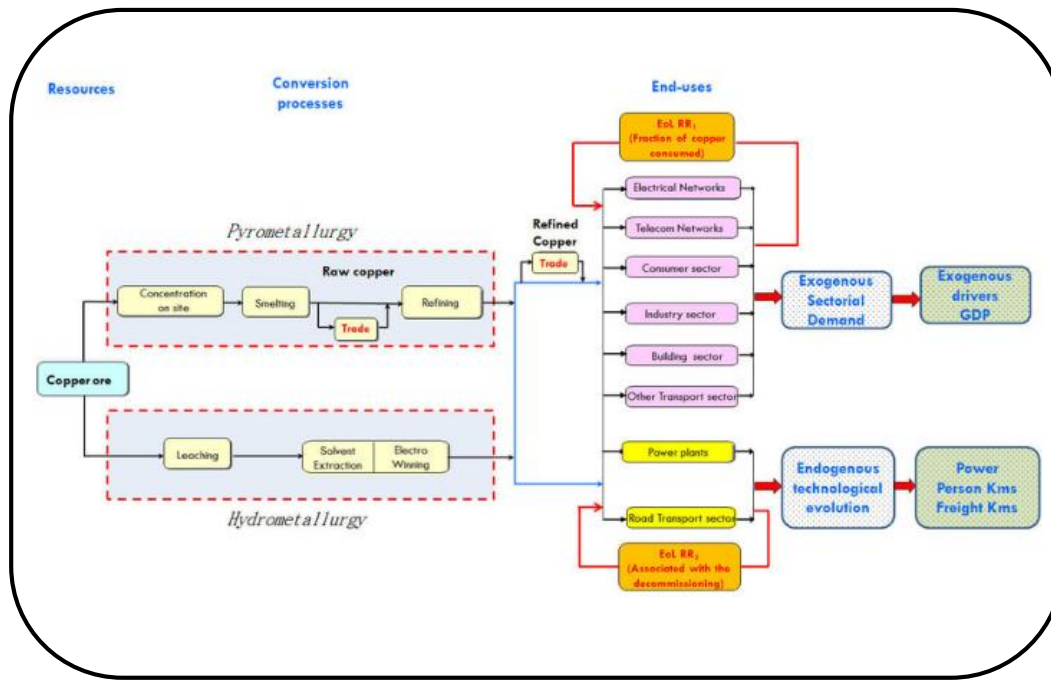 Resources
Conversion
processes
End-uses
EoL RR₁
(Fraction of copper
consumed)
Electrical Networks
Telecom Networks
Consumer sector
Industry sector
Building sector
Other Transport sector
Power plants
Road Transport sector
EoL RR₂
(Associated with the
decommissioning)
Pyrometallurgy
Raw copper
Concentration
on site
Smelting
Trade
Refining
Refined
Copper
Trade
Copper ore
Leaching
Solvent
Extraction
Electro
Winning
Hydrometallurgy
Exogenous
Sectorial
Demand
Exogenous
drivers
GDP
Endogenous
technological
evolution
Power
Person Kms
Freight Kms